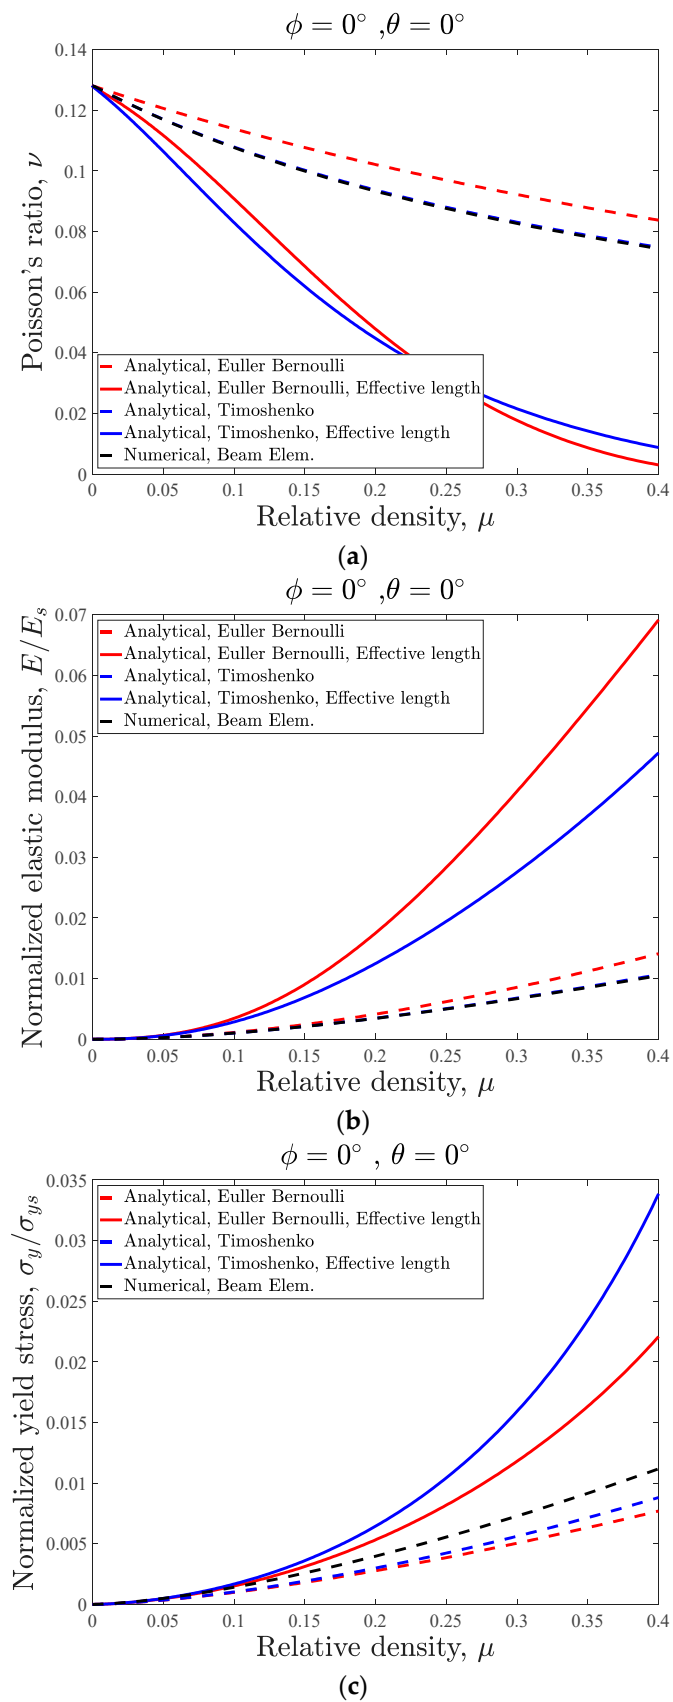 ϕ = 0° ,θ = 0°
0.14
0.12
0.1
0.08
0.06
0.04
0.02
0
Poisson's ratio, ν
Analytical, Euller Bernoulli
Analytical, Euller Bernoulli, Effective length
Analytical, Timoshenko
Analytical, Timoshenko, Effective length
Numerical, Beam Elem.
0 0.05 0.1 0.15 0.2 0.25 0.3 0.35 0.4
Relative density, μ
(a)
ϕ = 0° ,θ = 0°
0.07
0.06
0.05
0.04
0.03
0.02
0.01
0
Normalized elastic modulus, E/E_s
Analytical, Euller Bernoulli
Analytical, Euller Bernoulli, Effective length
Analytical, Timoshenko
Analytical, Timoshenko, Effective length
Numerical, Beam Elem.
0 0.05 0.1 0.15 0.2 0.25 0.3 0.35 0.4
Relative density, μ
(b)
ϕ = 0° , θ = 0°
0.035
0.03
0.025
0.02
0.015
0.01
0.005
0
Normalized yield stress, σ_y/σ_ys
Analytical, Euller Bernoulli
Analytical, Euller Bernoulli, Effective length
Analytical, Timoshenko
Analytical, Timoshenko, Effective length
Numerical, Beam Elem.
0 0.05 0.1 0.15 0.2 0.25 0.3 0.35 0.4
Relative density, μ
(c)